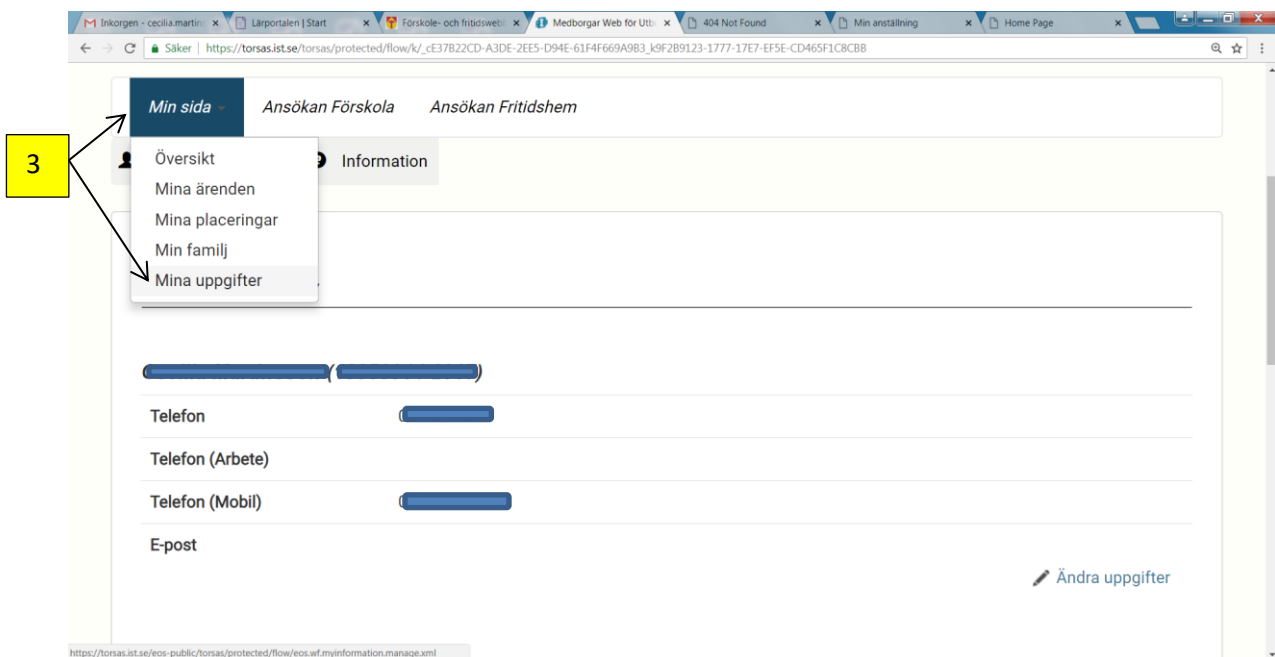 Inkorgen - cecilia.martin
Lärportalen | Start
Förskole- och fritidsweb
Medborgar Web för Utb
404 Not Found
Min anställning
Home Page
Säker | https://torsas.ist.se/torsas/protected/flow/k/_cE37B22CD-A3DE-2EE5-D94E-61F4F669A9B3_k9F2B9123-1777-17E7-EF5E-CD465F1C8CBB
Min sida
Ansökan Förskola
Ansökan Fritidshem
3
Översikt
Information
Mina ärenden
Mina placeringar
Min familj
Mina uppgifter
( )
Telefon
Telefon (Arbete)
Telefon (Mobil)
E-post
Ändra uppgifter
https://torsas.ist.se/eos-public/torsas/protected/flow/eos.wf.myinformation.manage.xml